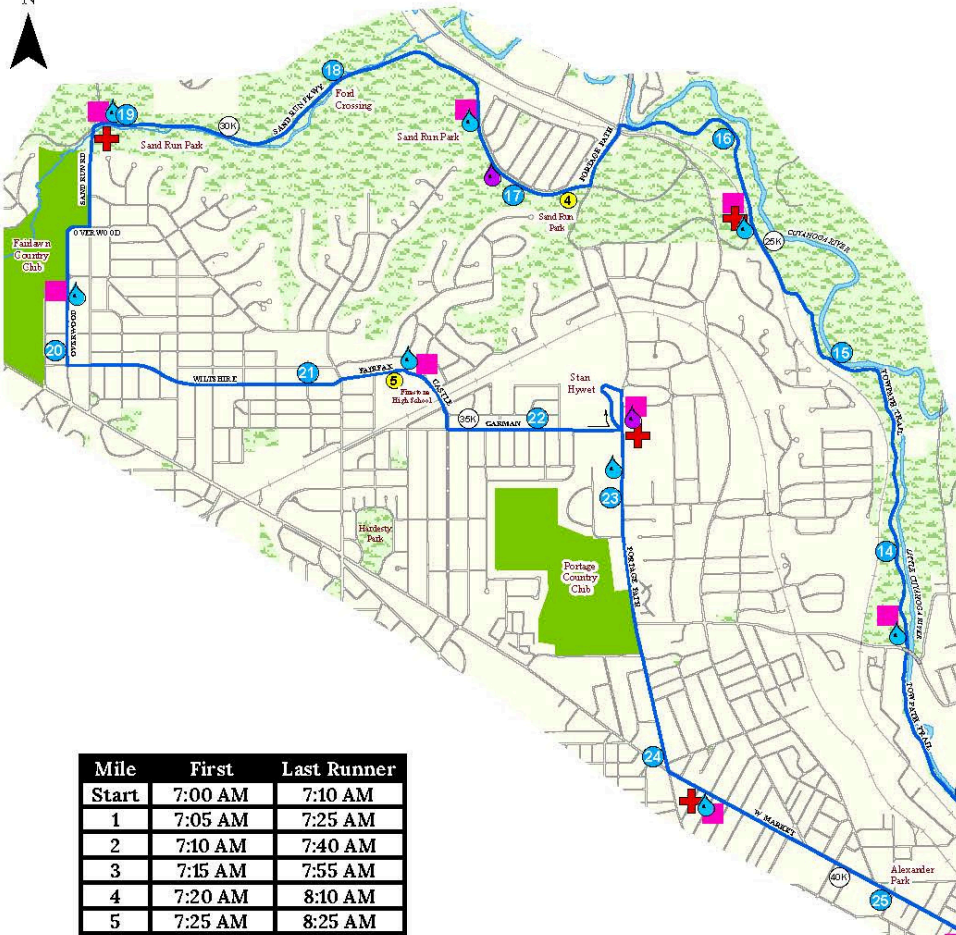 N
18
Ford
Crossing
SAND RUN PKWY
19
30K
Sand Run Park
Sand Run Park
PORTAGE PATH
16
SAND RUN RD
17
4
Sand Run
Park
OVERWOOD
Fairlawn
Country
Club
25K
CUYAHOGA RIVER
OVERWOOD
20
15
WILTSHIRE
21
FAIRFAX
5
Firestone
High School
CASTLE
Stan
Hywet
TOWPATH TRAIL
35K
GARMAN
22
23
Hardesty
Park
PORTAGE PATH
Portage
Country
Club
14
LITTLE CUYAHOGA RIVER
TOWPATH TRAIL
24
W MARKET
40K
Alexander
Park
25
Mile First Last Runner
Start 7:00 AM 7:10 AM
1 7:05 AM 7:25 AM
2 7:10 AM 7:40 AM
3 7:15 AM 7:55 AM
4 7:20 AM 8:10 AM
5 7:25 AM 8:25 AM